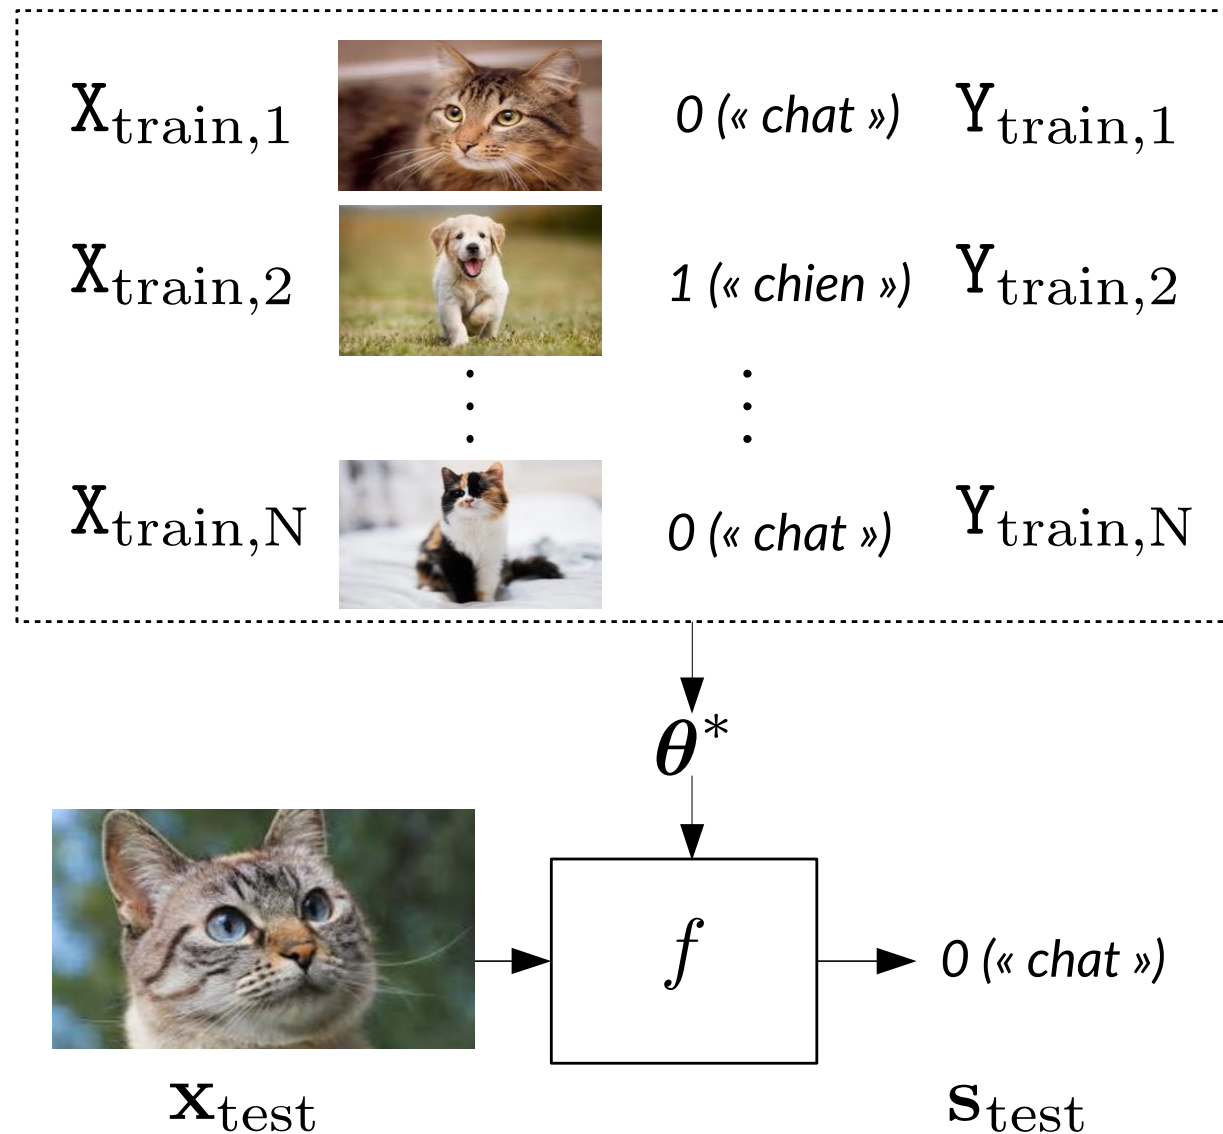 X_train,1 0 (« chat ») Y_train,1
X_train,2 1 (« chien ») Y_train,2
X_train,N 0 (« chat ») Y_train,N
θ*
f 0 (« chat »)
x_test s_test